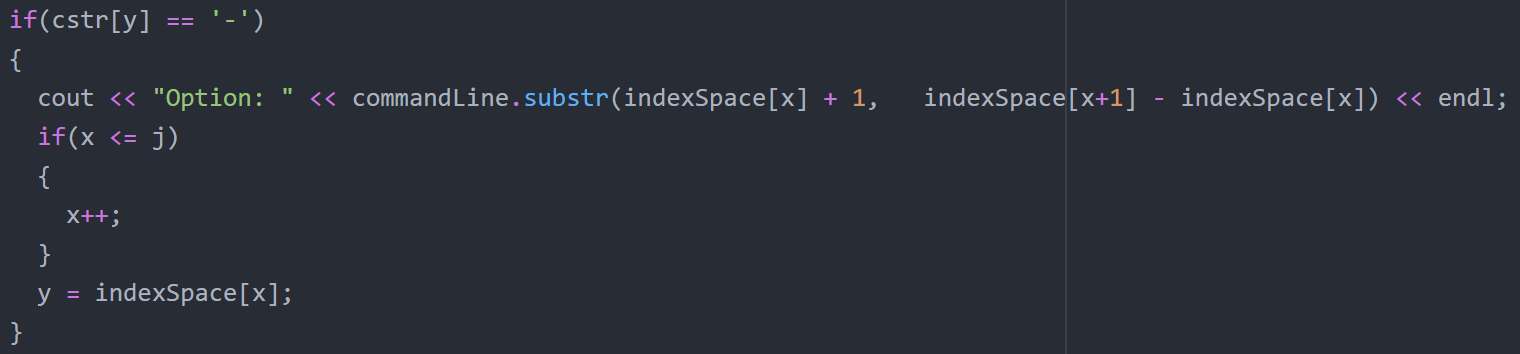 if(cstr[y] == '-')
{
  cout << "Option: " << commandLine.substr(indexSpace[x] + 1,   indexSpace[x+1] - indexSpace[x]) << endl;
  if(x <= j)
  {
    x++;
  }
  y = indexSpace[x];
}